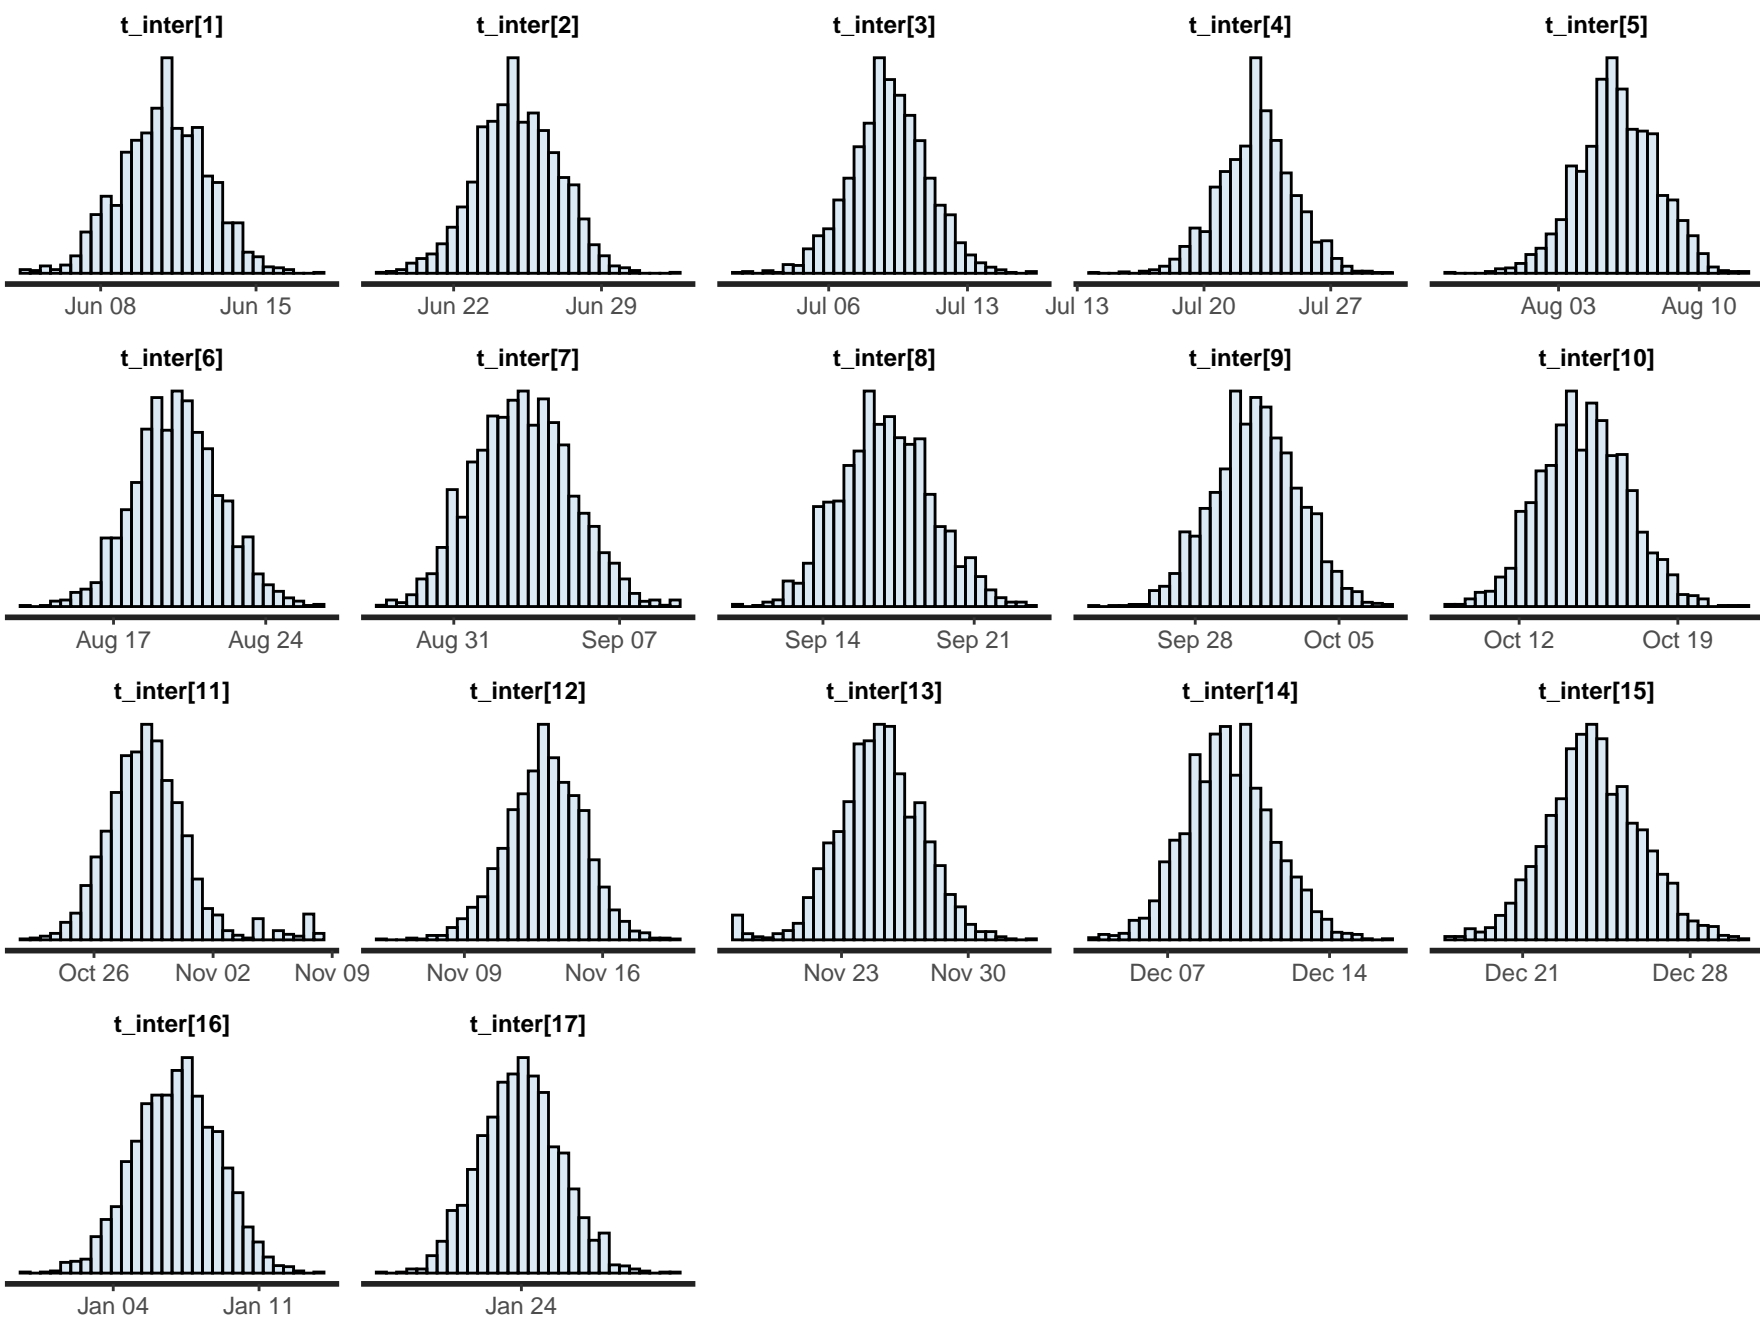 t_inter[1] t_inter[2] t_inter[3] t_inter[4] t_inter[5]
Jun 08 Jun 15 Jun 22 Jun 29 Jul 06 Jul 13 Jul 13 Jul 20 Jul 27 Aug 03 Aug 10
t_inter[6] t_inter[7] t_inter[8] t_inter[9] t_inter[10]
Aug 17 Aug 24 Aug 31 Sep 07 Sep 14 Sep 21 Sep 28 Oct 05 Oct 12 Oct 19
t_inter[11] t_inter[12] t_inter[13] t_inter[14] t_inter[15]
Oct 26 Nov 02 Nov 09 Nov 09 Nov 16 Nov 23 Nov 30 Dec 07 Dec 14 Dec 21 Dec 28
t_inter[16] t_inter[17]
Jan 04 Jan 11 Jan 24